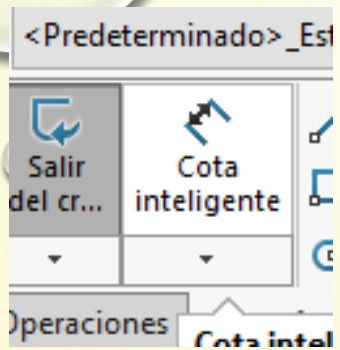 <Predeterminado>_Est
Salir
del cr...
Cota
inteligente
Operaciones
Cota intel